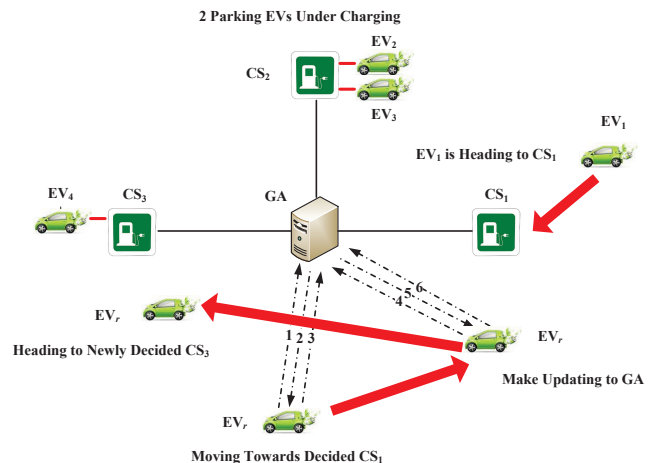 2 Parking EVs Under Charging
EV2
CS2
EV3
EV1
EV1 is Heading to CS1
EV4
CS3
GA
CS1
6
5
4
EVr
1
2
3
EVr
Heading to Newly Decided CS3
Make Updating to GA
EVr
Moving Towards Decided CS1